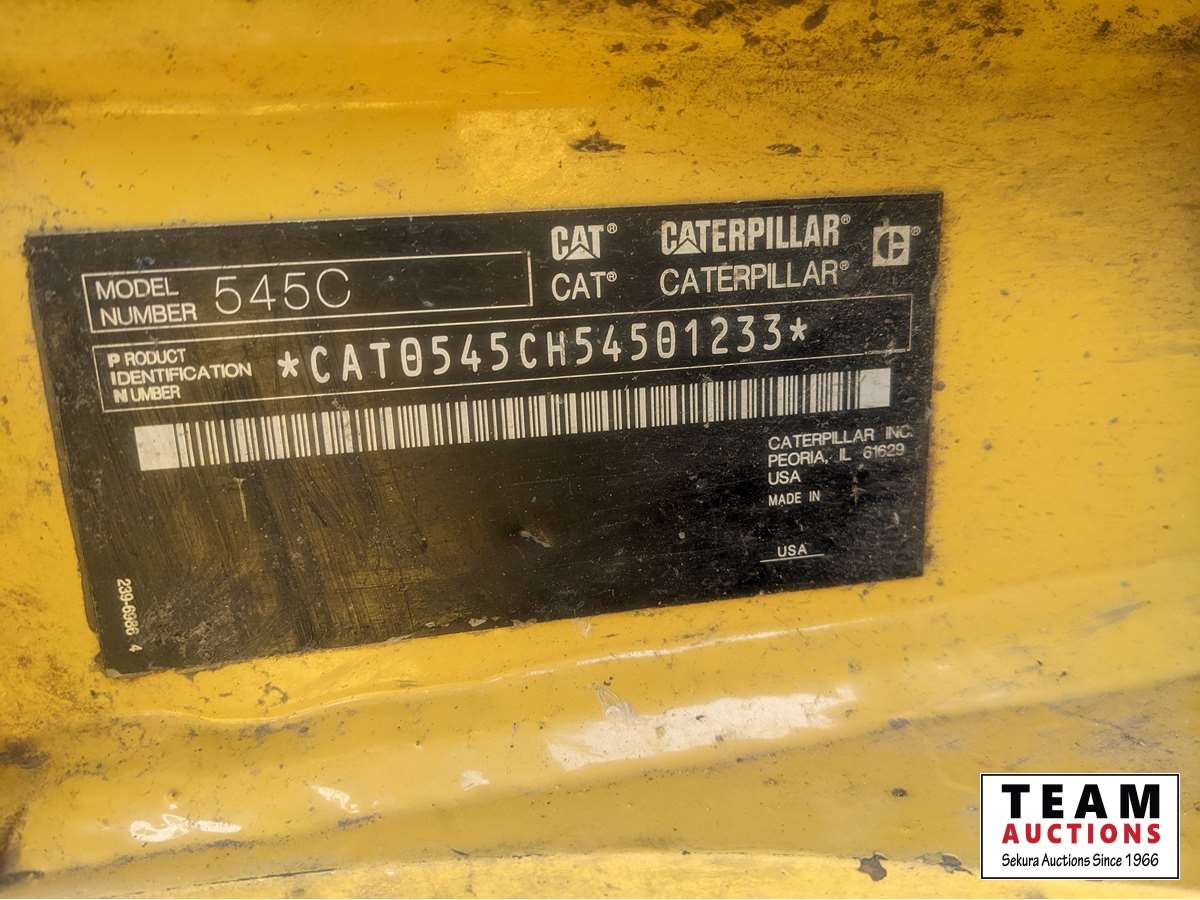 CAT® CATERPILLAR®
CAT® CATERPILLAR®
MODEL NUMBER 545C
PRODUCT IDENTIFICATION NUMBER *CAT0545CH54501233*
CATERPILLAR INC.
PEORIA, IL 61629
USA
MADE IN
USA
239-6986 4
TEAM
AUCTIONS
Sekura Auctions Since 1966